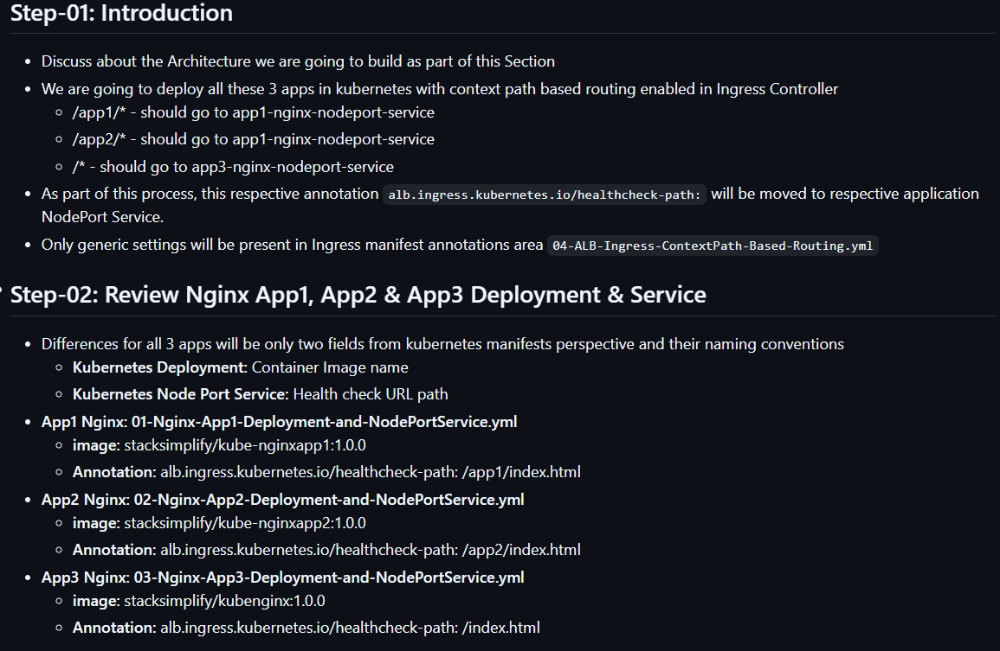 Step-01: Introduction
• Discuss about the Architecture we are going to build as part of this Section
• We are going to deploy all these 3 apps in kubernetes with context path based routing enabled in Ingress Controller
○ /app1/* - should go to app1-nginx-nodeport-service
○ /app2/* - should go to app1-nginx-nodeport-service
○ /* - should go to app3-nginx-nodeport-service
• As part of this process, this respective annotation alb.ingress.kubernetes.io/healthcheck-path: will be moved to respective application
NodePort Service.
• Only generic settings will be present in Ingress manifest annotations area 04-ALB-Ingress-ContextPath-Based-Routing.yml
Step-02: Review Nginx App1, App2 & App3 Deployment & Service
• Differences for all 3 apps will be only two fields from kubernetes manifests perspective and their naming conventions
○ Kubernetes Deployment: Container Image name
○ Kubernetes Node Port Service: Health check URL path
• App1 Nginx: 01-Nginx-App1-Deployment-and-NodePortService.yml
○ image: stacksimplify/kube-nginxapp1:1.0.0
○ Annotation: alb.ingress.kubernetes.io/healthcheck-path: /app1/index.html
• App2 Nginx: 02-Nginx-App2-Deployment-and-NodePortService.yml
○ image: stacksimplify/kube-nginxapp2:1.0.0
○ Annotation: alb.ingress.kubernetes.io/healthcheck-path: /app2/index.html
• App3 Nginx: 03-Nginx-App3-Deployment-and-NodePortService.yml
○ image: stacksimplify/kubenginx:1.0.0
○ Annotation: alb.ingress.kubernetes.io/healthcheck-path: /index.html